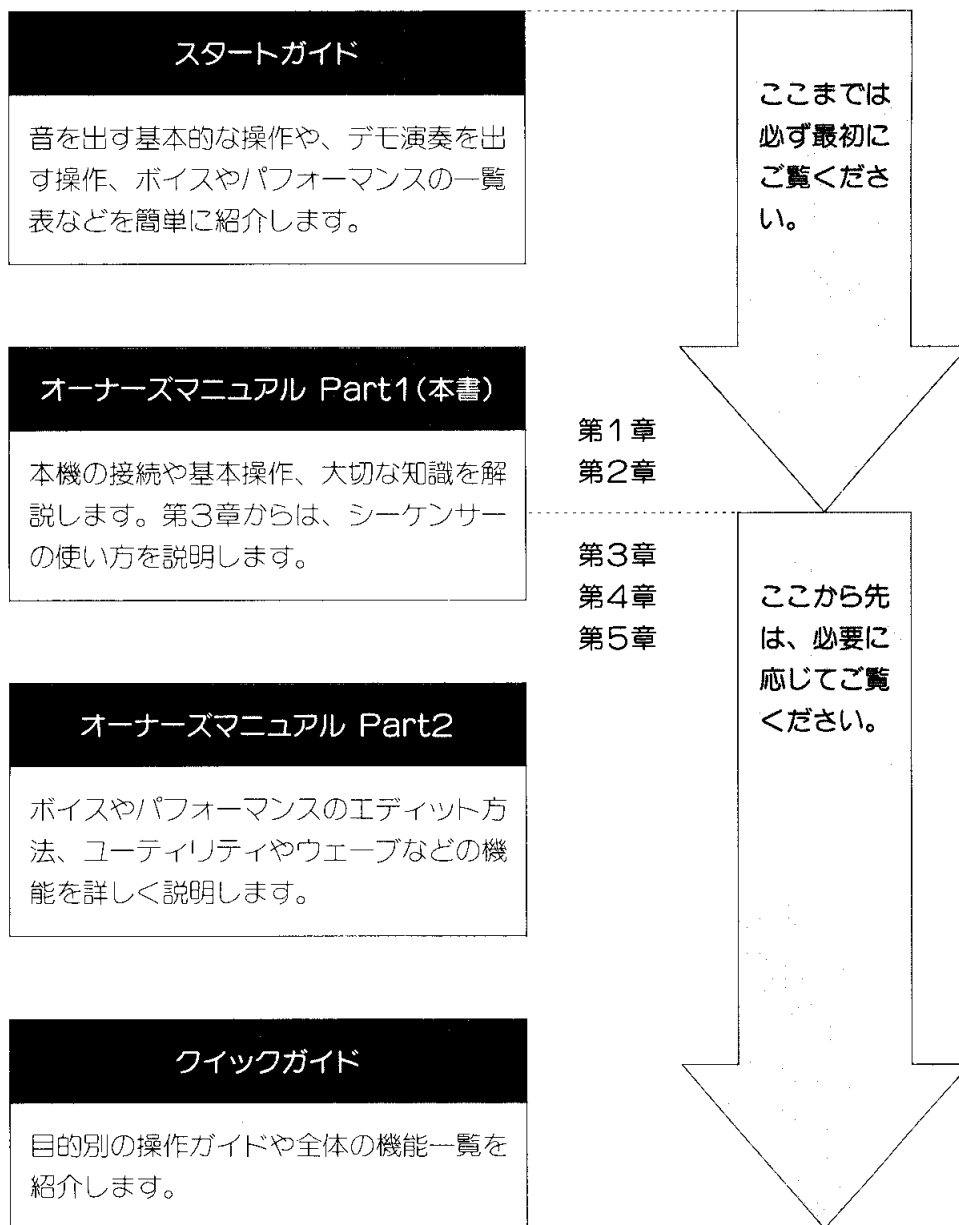 スタートガイド
音を出す基本的な操作や、デモ演奏を出
す操作、ボイスやパフォーマンスの一覧
表などを簡単に紹介します。
ここまでは
必ず最初に
ご覧くださ
い。
オーナーズマニュアル Part1(本書)
本機の接続や基本操作、大切な知識を解
説します。第3章からは、シーケンサー
の使い方を説明します。
第1章
第2章
第3章
第4章
第5章
ここから先
は、必要に
応じてご覧
ください。
オーナーズマニュアル Part2
ボイスやパフォーマンスのエディット方
法、ユーティリティやウェーブなどの機
能を詳しく説明します。
クイックガイド
目的別の操作ガイドや全体の機能一覧を
紹介します。